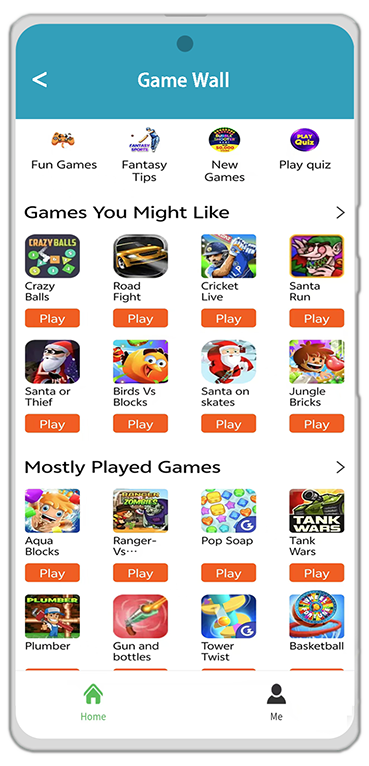 <
Game Wall
FANTASY SPORTS
BUBBLE SHOOTER
50,000
PLAY Quiz
Fun Games
Fantasy Tips
New Games
Play quiz
Games You Might Like >
CRAZY BALLS
Crazy Balls
Road Fight
Cricket Live
Santa Run
Play Play Play Play
Santa or Thief
Birds Vs Blocks
Santa on skates
Jungle Bricks
Play Play Play Play
Mostly Played Games >
RANGER ZOMBIES
TANK WARS
Aqua Blocks
Ranger-Vs⋯
Pop Soap
Tank Wars
Play Play Play Play
PLUMBER
Plumber
Gun and bottles
Tower Twist
Basketball
Home
Me